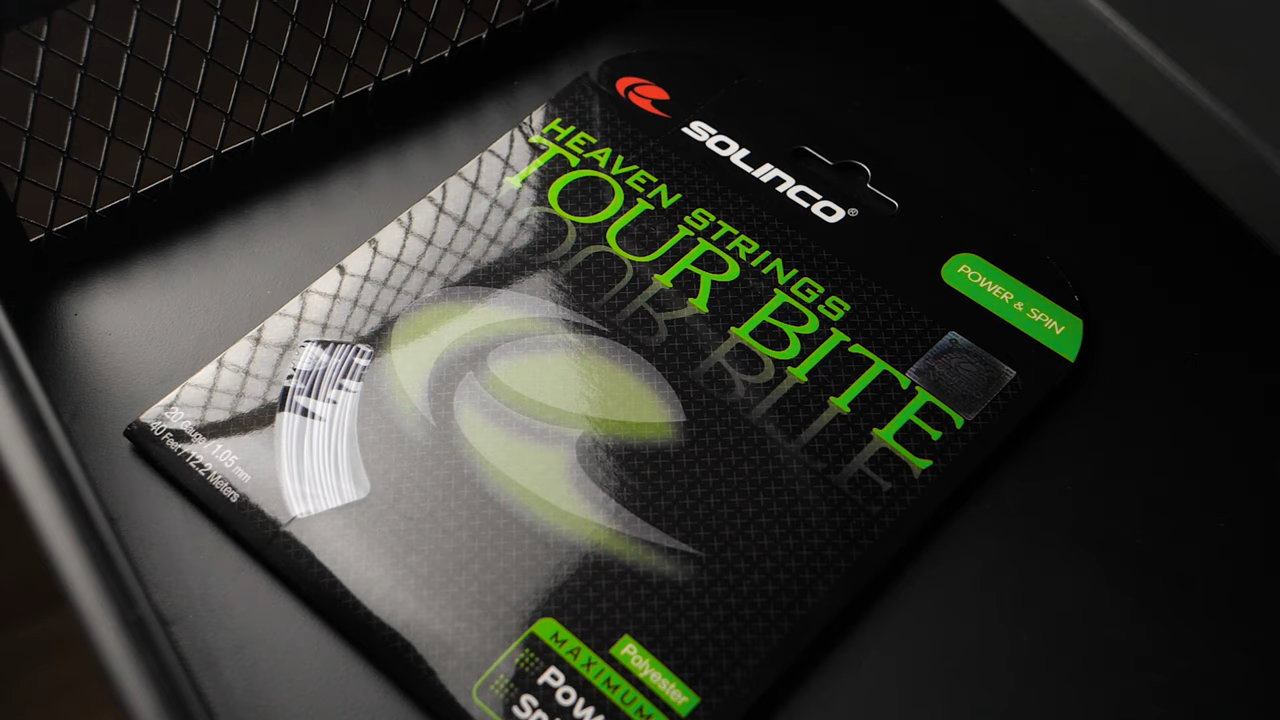 SOLINCO®
HEAVEN STRINGS
TOUR BITE
POWER & SPIN
20 Gauge / 1.05 mm
40 Feet / 12.2 Meters
Polyester
MAXIMUM